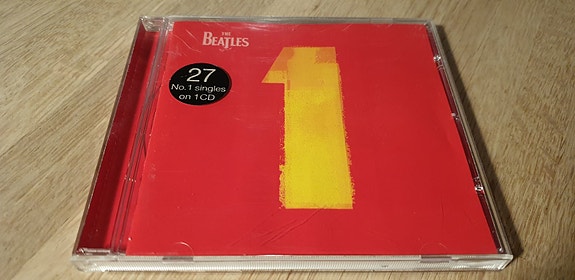 THE
BEATLES
1
27
No.1 singles
on 1CD